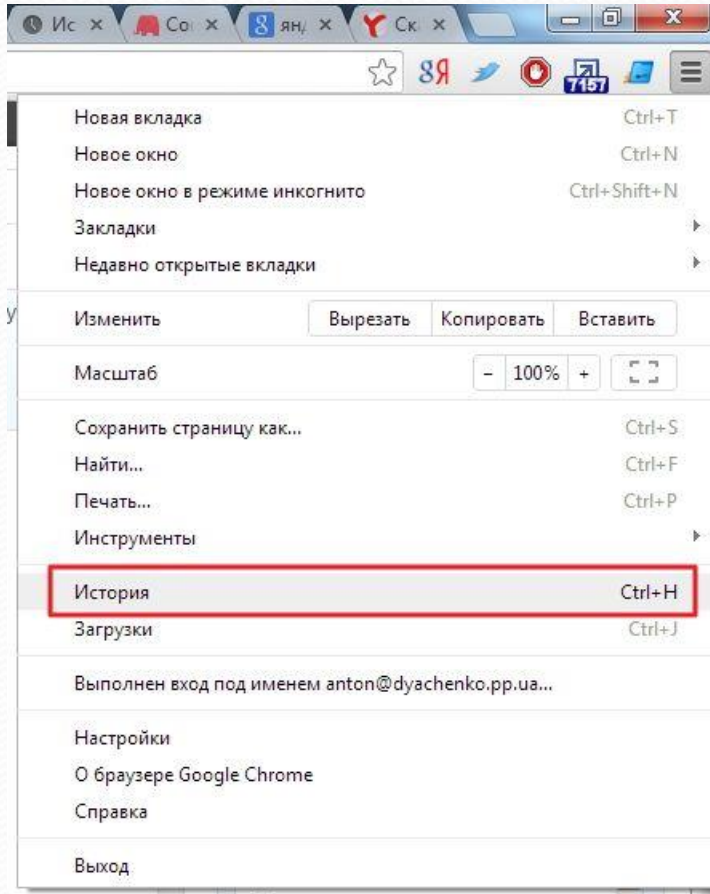 Ис
Со
янд
Ск
8Я
7157
Новая вкладка Ctrl+T
Новое окно Ctrl+N
Новое окно в режиме инкогнито Ctrl+Shift+N
Закладки
Недавно открытые вкладки
у
Изменить Вырезать Копировать Вставить
Масштаб - 100% +
Сохранить страницу как... Ctrl+S
Найти... Ctrl+F
Печать... Ctrl+P
Инструменты
История Ctrl+H
Загрузки Ctrl+J
Выполнен вход под именем anton@dyachenko.pp.ua...
Настройки
О браузере Google Chrome
Справка
Выход